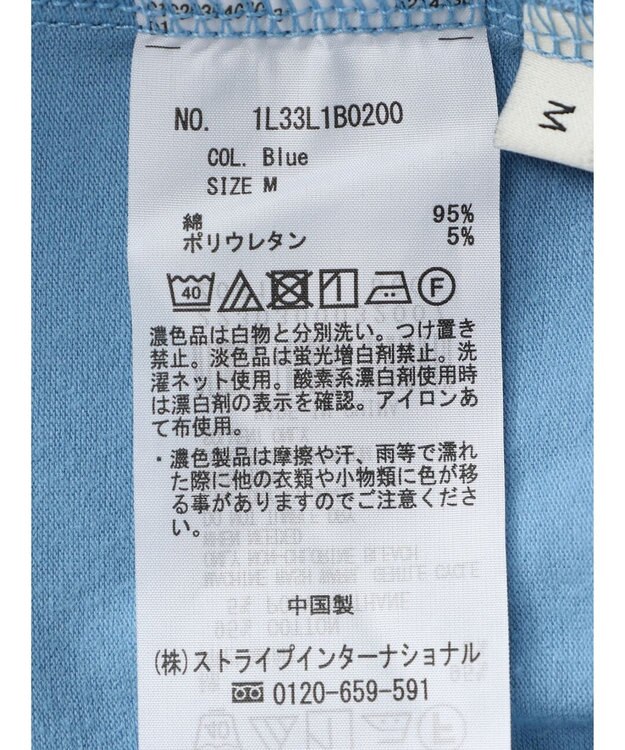 NO. 1L33L1B0200
M
COL. Blue
SIZE M
綿 95%
ポリウレタン 5%
40
F
濃色品は白物と分別洗い。つけ置き
禁止。淡色品は蛍光増白剤禁止。洗
濯ネット使用。酸素系漂白剤使用時
は漂白剤の表示を確認。アイロンあ
て布使用。
・濃色製品は摩擦や汗、雨等で濡れ
た際に他の衣類や小物類に色が移
る事がありますのでご注意くださ
い。
中国製
(株)ストライプインターナショナル
0120-659-591